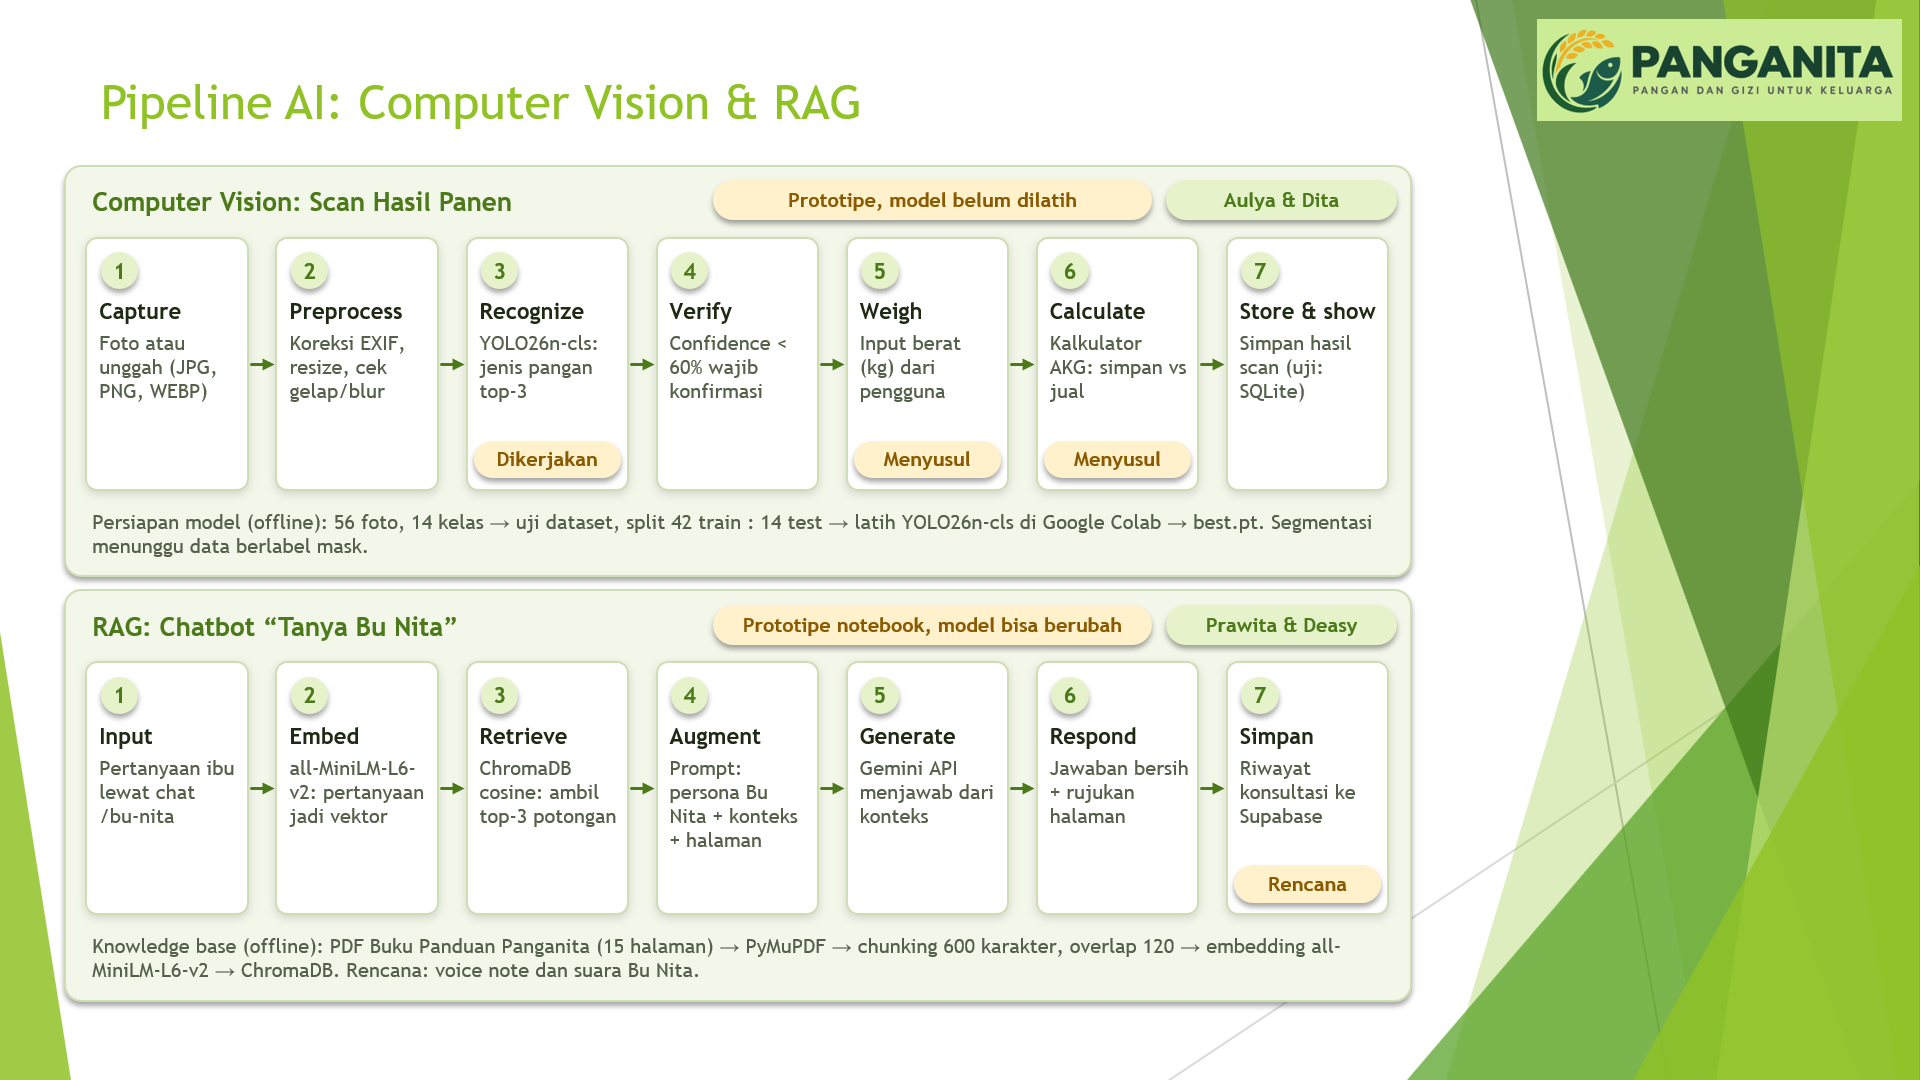 PANGANITA
PANGAN DAN GIZI UNTUK KELUARGA
Pipeline AI: Computer Vision & RAG
Computer Vision: Scan Hasil Panen
Prototipe, model belum dilatih
Aulya & Dita
1
Capture
Foto atau
unggah (JPG,
PNG, WEBP)
2
Preprocess
Koreksi EXIF,
resize, cek
gelap/blur
3
Recognize
YOLO26n-cls:
jenis pangan
top-3
Dikerjakan
4
Verify
Confidence <
60% wajib
konfirmasi
5
Weigh
Input berat
(kg) dari
pengguna
Menyusul
6
Calculate
Kalkulator
AKG: simpan vs
jual
Menyusul
7
Store & show
Simpan hasil
scan (uji:
SQLite)
Persiapan model (offline): 56 foto, 14 kelas → uji dataset, split 42 train : 14 test → latih YOLO26n-cls di Google Colab → best.pt. Segmentasi
menunggu data berlabel mask.
RAG: Chatbot “Tanya Bu Nita”
Prototipe notebook, model bisa berubah
Prawita & Deasy
1
Input
Pertanyaan ibu
lewat chat
/bu-nita
2
Embed
all-MiniLM-L6-
v2: pertanyaan
jadi vektor
3
Retrieve
ChromaDB
cosine: ambil
top-3 potongan
4
Augment
Prompt:
persona Bu
Nita + konteks
+ halaman
5
Generate
Gemini API
menjawab dari
konteks
6
Respond
Jawaban bersih
+ rujukan
halaman
7
Simpan
Riwayat
konsultasi ke
Supabase
Rencana
Knowledge base (offline): PDF Buku Panduan Panganita (15 halaman) → PyMuPDF → chunking 600 karakter, overlap 120 → embedding all-
MiniLM-L6-v2 → ChromaDB. Rencana: voice note dan suara Bu Nita.